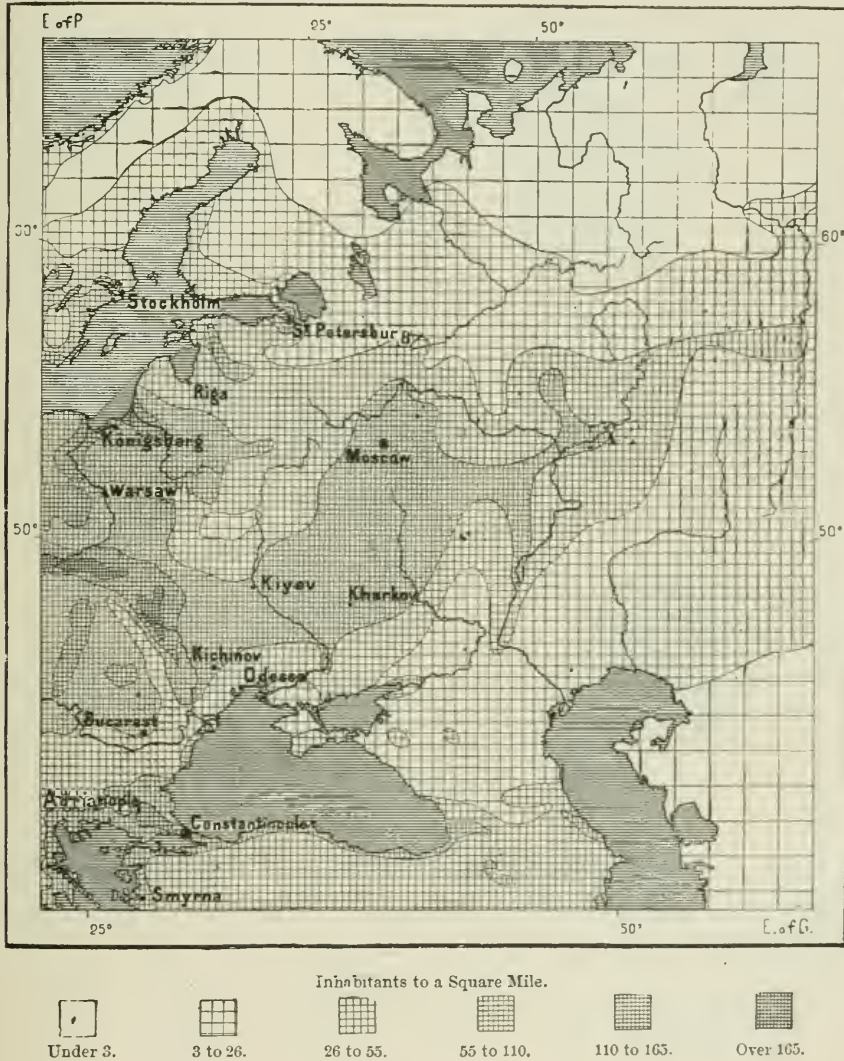 E of P 25° 50°
60° 60°
Stockholm
St Petersburg
Riga
Königsberg
Moscow
Warsaw
50° 50°
Kiyev Kharkov
Kichinov
Odessa
Bucarest
Adrianople
Constantinople
Smyrna
25° 50° E. of G.
Inhabitants to a Square Mile.
Under 3. 3 to 26. 26 to 55. 55 to 110. 110 to 165. Over 165.